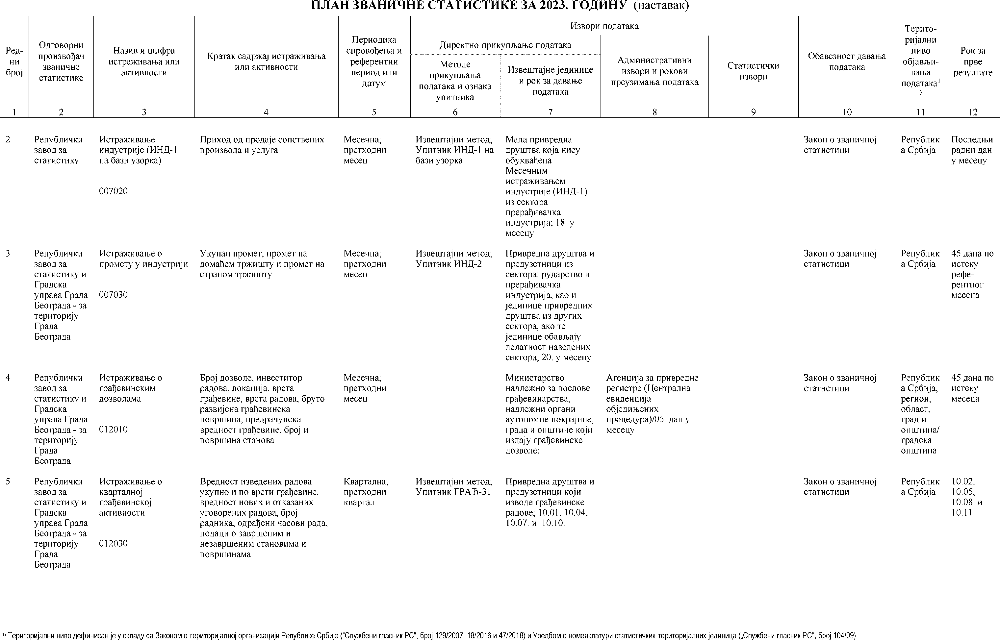 ПЛАН ЗВАНИЧНЕ СТАТИСТИКЕ ЗА 2023. ГОДИНУ (наставак)
Ред-
ни
број
Одговорни
произвођач
званичне
статистике
Назив и шифра
истраживања или
активности
Кратак садржај истраживања
или активности
Периодика
спровођења и
референтни
период или
датум
Извори података
Директно прикупљање података
Методе
прикупљања
података и ознака
упитника
Извештајне јединице
и рок за давање
података
Административни
извори и рокови
преузимања података
Статистички
извори
Обавезност давања
података
Терито-
ријални
ниво
објављи-
вања
података¹
)
Рок за
прве
резултате
1 2 3 4 5 6 7 8 9 10 11 12
2
Републички
завод за
статистику
Истраживање
индустрије (ИНД-1
на бази узорка)
007020
Приход од продаје сопствених
производа и услуга
Месечна;
претходни
месец
Извештајни метод;
Упитник ИНД-1 на
бази узорка
Мала привредна
друштва која нису
обухваћена
Месечним
истраживањем
индустрије (ИНД-1)
из сектора
прерађивачка
индустрија; 18. у
месецу
Закон о званичној
статистици
Републик
а Србија
Последњи
радни дан
у месецу
3
Републички
завод за
статистику и
Градска
управа Града
Београда - за
територију
Града
Београда
Истраживање о
промету у индустрији
007030
Укупан промет, промет на
домаћем тржишту и промет на
страном тржишту
Месечна;
претходни
месец
Извештајни метод;
Упитник ИНД-2
Привредна друштва и
предузетници из
сектора: рударство и
прерађивачка
индустрија, као и
јединице привредних
друштва из других
сектора, ако те
јединице обављају
делатност наведених
сектора; 20. у месецу
Закон о званичној
статистици
Републик
а Србија
45 дана по
истеку
рефе-
рентног
месеца
4
Републички
завод за
статистику и
Градска
управа Града
Београда - за
територију
Града
Београда
Истраживање о
грађевинским
дозволама
012010
Број дозволе, инвеститор
радова, локација, врста
грађевине, врста радова, бруто
развијена грађевинска
површина, предрачунска
вредност грађевине, број и
површина станова
Месечна;
претходни
месец
Министарство
надлежно за послове
грађевинарства,
надлежни органи
аутономне покрајине,
града и општине који
издају грађевинске
дозволе;
Агенција за привредне
регистре (Централна
евиденција
обједињених
процедура)/05. дан у
месецу
Закон о званичној
статистици
Републик
а Србија,
регион,
област,
град и
општина/
градска
општина
45 дана по
истеку
месеца
5
Републички
завод за
статистику и
Градска
управа Града
Београда - за
територију
Града
Београда
Истраживање о
кварталној
грађевинској
активности
012030
Вредност изведених радова
укупно и по врсти грађевине,
вредност нових и отказаних
уговорених радова, број
радника, одрађени часови рада,
подаци о завршеним и
незавршеним становима и
површинама
Квартална;
претходни
квартал
Извештајни метод;
Упитник ГРАЂ-31
Привредна друштва и
предузетници који
изводе грађевинске
радове; 10.01, 10.04,
10.07. и 10.10.
Закон о званичној
статистици
Републик
а Србија
10.02,
10.05,
10.08. и
10.11.
¹⁾ Територијални ниво дефинисан је у складу са Законом о територијалној организацији Републике Србије ("Службени гласник РС", број 129/2007, 18/2016 и 47/2018) и Уредбом о номенклатури статистичких територијалних јединица („Службени гласник РС", број 104/09).